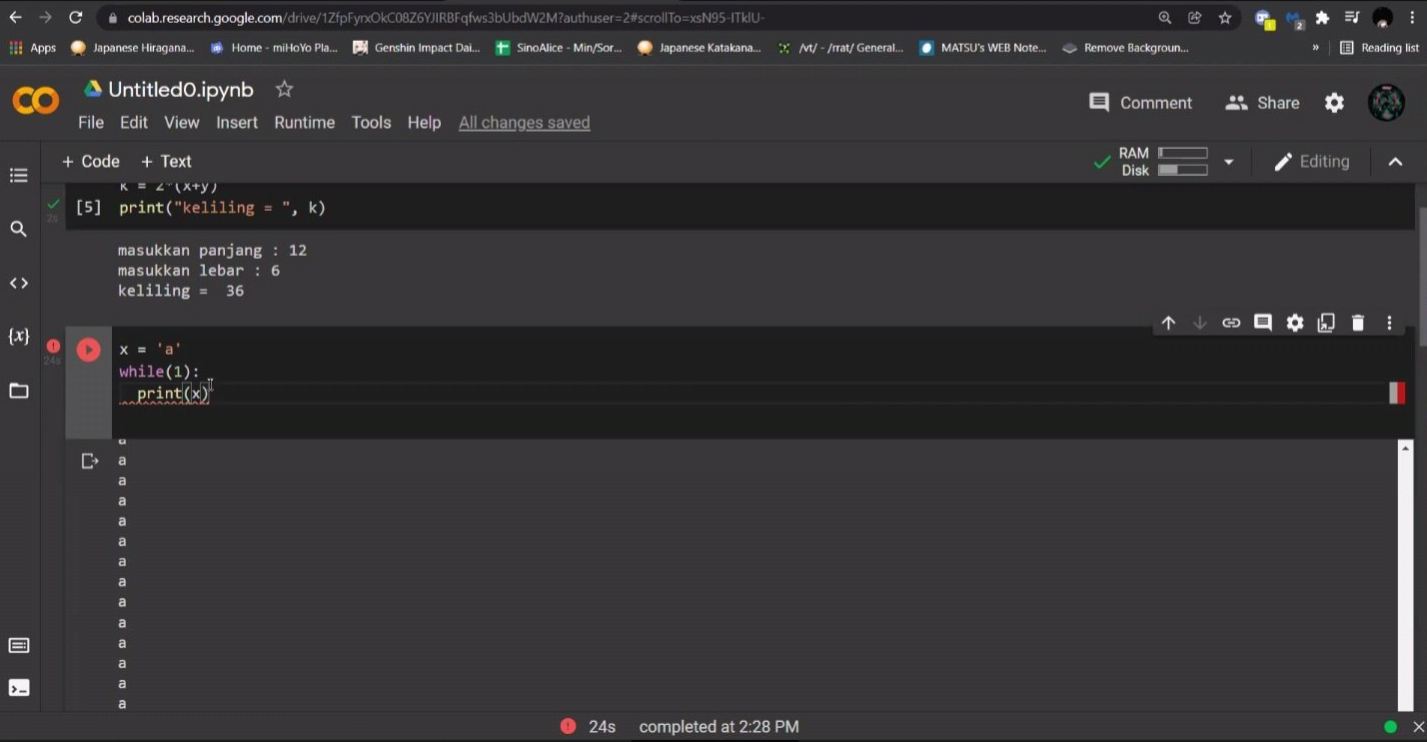 colab.research.google.com/drive/1ZfpFyrxOkC08Z6YJIRBFqfws3bUbdW2M?authuser=2#scrollTo=xsN95-ITklU-
Apps Japanese Hiragana... Home - miHoYo Pla... Genshin Impact Dai... SinoAlice - Min/Sor... Japanese Katakana... /vt/ - /rrat/ General... MATSU's WEB Note... Remove Backgroun... » Reading list
CO Untitled0.ipynb
Comment Share
File Edit View Insert Runtime Tools Help All changes saved
+ Code + Text
RAM
Disk
Editing
k = 2*(x+y)
[5] print("keliling = ", k)
2s
masukkan panjang : 12
masukkan lebar : 6
keliling =  36
{x}
24s
x = 'a'
while(1):
print(x)
a
a
a
a
a
a
a
a
a
a
a
a
a
a
24s completed at 2:28 PM